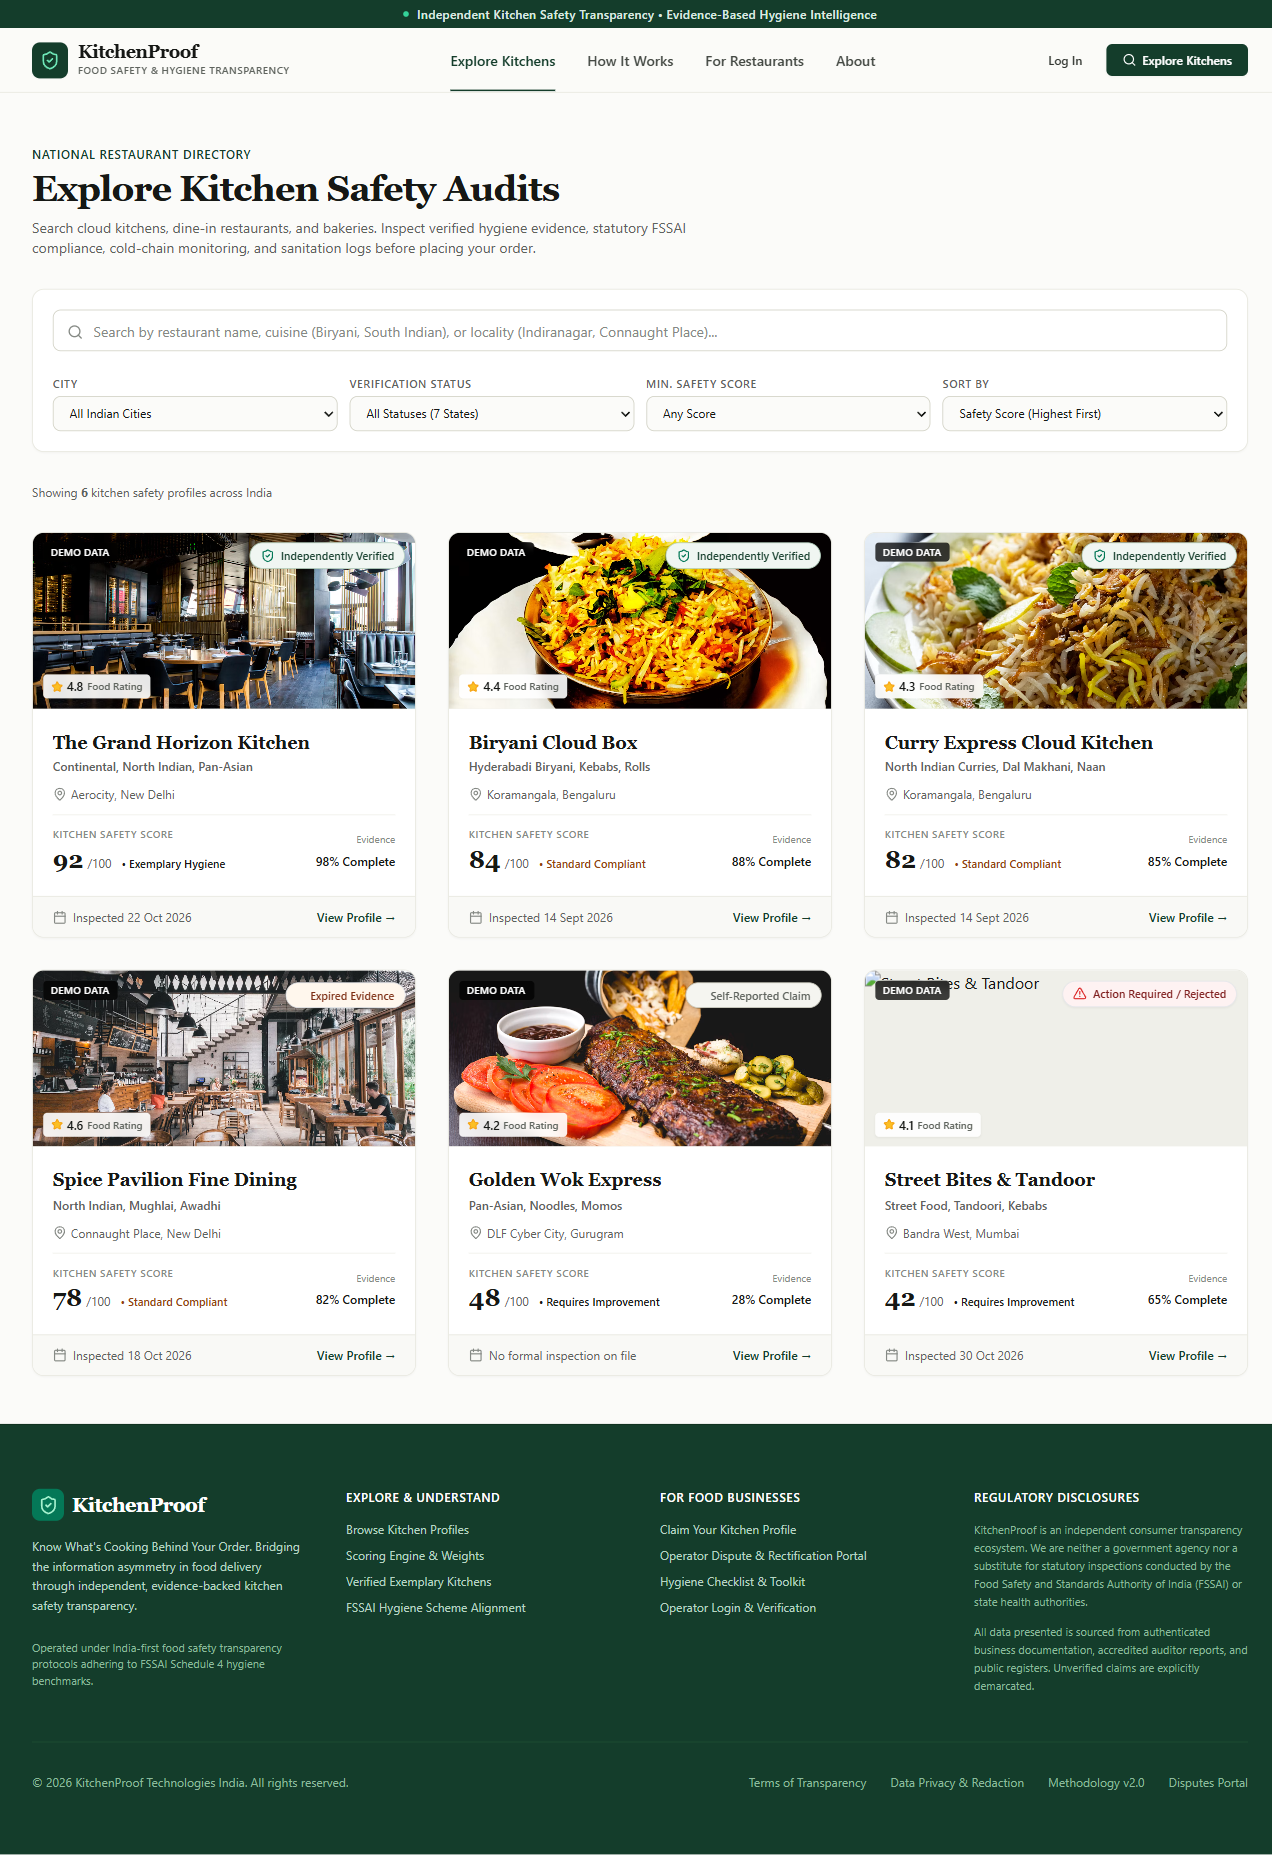 Independent Kitchen Safety Transparency • Evidence-Based Hygiene Intelligence
KitchenProof
FOOD SAFETY & HYGIENE TRANSPARENCY
Explore Kitchens
How It Works
For Restaurants
About
Log In
Explore Kitchens
NATIONAL RESTAURANT DIRECTORY
Explore Kitchen Safety Audits
Search cloud kitchens, dine-in restaurants, and bakeries. Inspect verified hygiene evidence, statutory FSSAI
compliance, cold-chain monitoring, and sanitation logs before placing your order.
Search by restaurant name, cuisine (Biryani, South Indian), or locality (Indiranagar, Connaught Place)...
CITY
VERIFICATION STATUS
MIN. SAFETY SCORE
SORT BY
All Indian Cities
All Statuses (7 States)
Any Score
Safety Score (Highest First)
Showing 6 kitchen safety profiles across India
DEMO DATA
Independently Verified
4.8 Food Rating
The Grand Horizon Kitchen
Continental, North Indian, Pan-Asian
Aerocity, New Delhi
KITCHEN SAFETY SCORE
Evidence
92 /100 • Exemplary Hygiene
98% Complete
Inspected 22 Oct 2026
View Profile →
DEMO DATA
Independently Verified
4.4 Food Rating
Biryani Cloud Box
Hyderabadi Biryani, Kebabs, Rolls
Koramangala, Bengaluru
KITCHEN SAFETY SCORE
Evidence
84 /100 • Standard Compliant
88% Complete
Inspected 14 Sept 2026
View Profile →
DEMO DATA
Independently Verified
4.3 Food Rating
Curry Express Cloud Kitchen
North Indian Curries, Dal Makhani, Naan
Koramangala, Bengaluru
KITCHEN SAFETY SCORE
Evidence
82 /100 • Standard Compliant
85% Complete
Inspected 14 Sept 2026
View Profile →
DEMO DATA
Expired Evidence
4.6 Food Rating
Spice Pavilion Fine Dining
North Indian, Mughlai, Awadhi
Connaught Place, New Delhi
KITCHEN SAFETY SCORE
Evidence
78 /100 • Standard Compliant
82% Complete
Inspected 18 Oct 2026
View Profile →
DEMO DATA
Self-Reported Claim
4.2 Food Rating
Golden Wok Express
Pan-Asian, Noodles, Momos
DLF Cyber City, Gurugram
KITCHEN SAFETY SCORE
Evidence
48 /100 • Requires Improvement
28% Complete
No formal inspection on file
View Profile →
& Tandoor
DEMO DATA
Action Required / Rejected
4.1 Food Rating
Street Bites & Tandoor
Street Food, Tandoori, Kebabs
Bandra West, Mumbai
KITCHEN SAFETY SCORE
Evidence
42 /100 • Requires Improvement
65% Complete
Inspected 30 Oct 2026
View Profile →
KitchenProof
Know What's Cooking Behind Your Order. Bridging
the information asymmetry in food delivery
through independent, evidence-backed kitchen
safety transparency.
Operated under India-first food safety transparency
protocols adhering to FSSAI Schedule 4 hygiene
benchmarks.
EXPLORE & UNDERSTAND
Browse Kitchen Profiles
Scoring Engine & Weights
Verified Exemplary Kitchens
FSSAI Hygiene Scheme Alignment
FOR FOOD BUSINESSES
Claim Your Kitchen Profile
Operator Dispute & Rectification Portal
Hygiene Checklist & Toolkit
Operator Login & Verification
REGULATORY DISCLOSURES
KitchenProof is an independent consumer transparency
ecosystem. We are neither a government agency nor a
substitute for statutory inspections conducted by the
Food Safety and Standards Authority of India (FSSAI) or
state health authorities.
All data presented is sourced from authenticated
business documentation, accredited auditor reports, and
public registers. Unverified claims are explicitly
demarcated.
© 2026 KitchenProof Technologies India. All rights reserved.
Terms of Transparency
Data Privacy & Redaction
Methodology v2.0
Disputes Portal